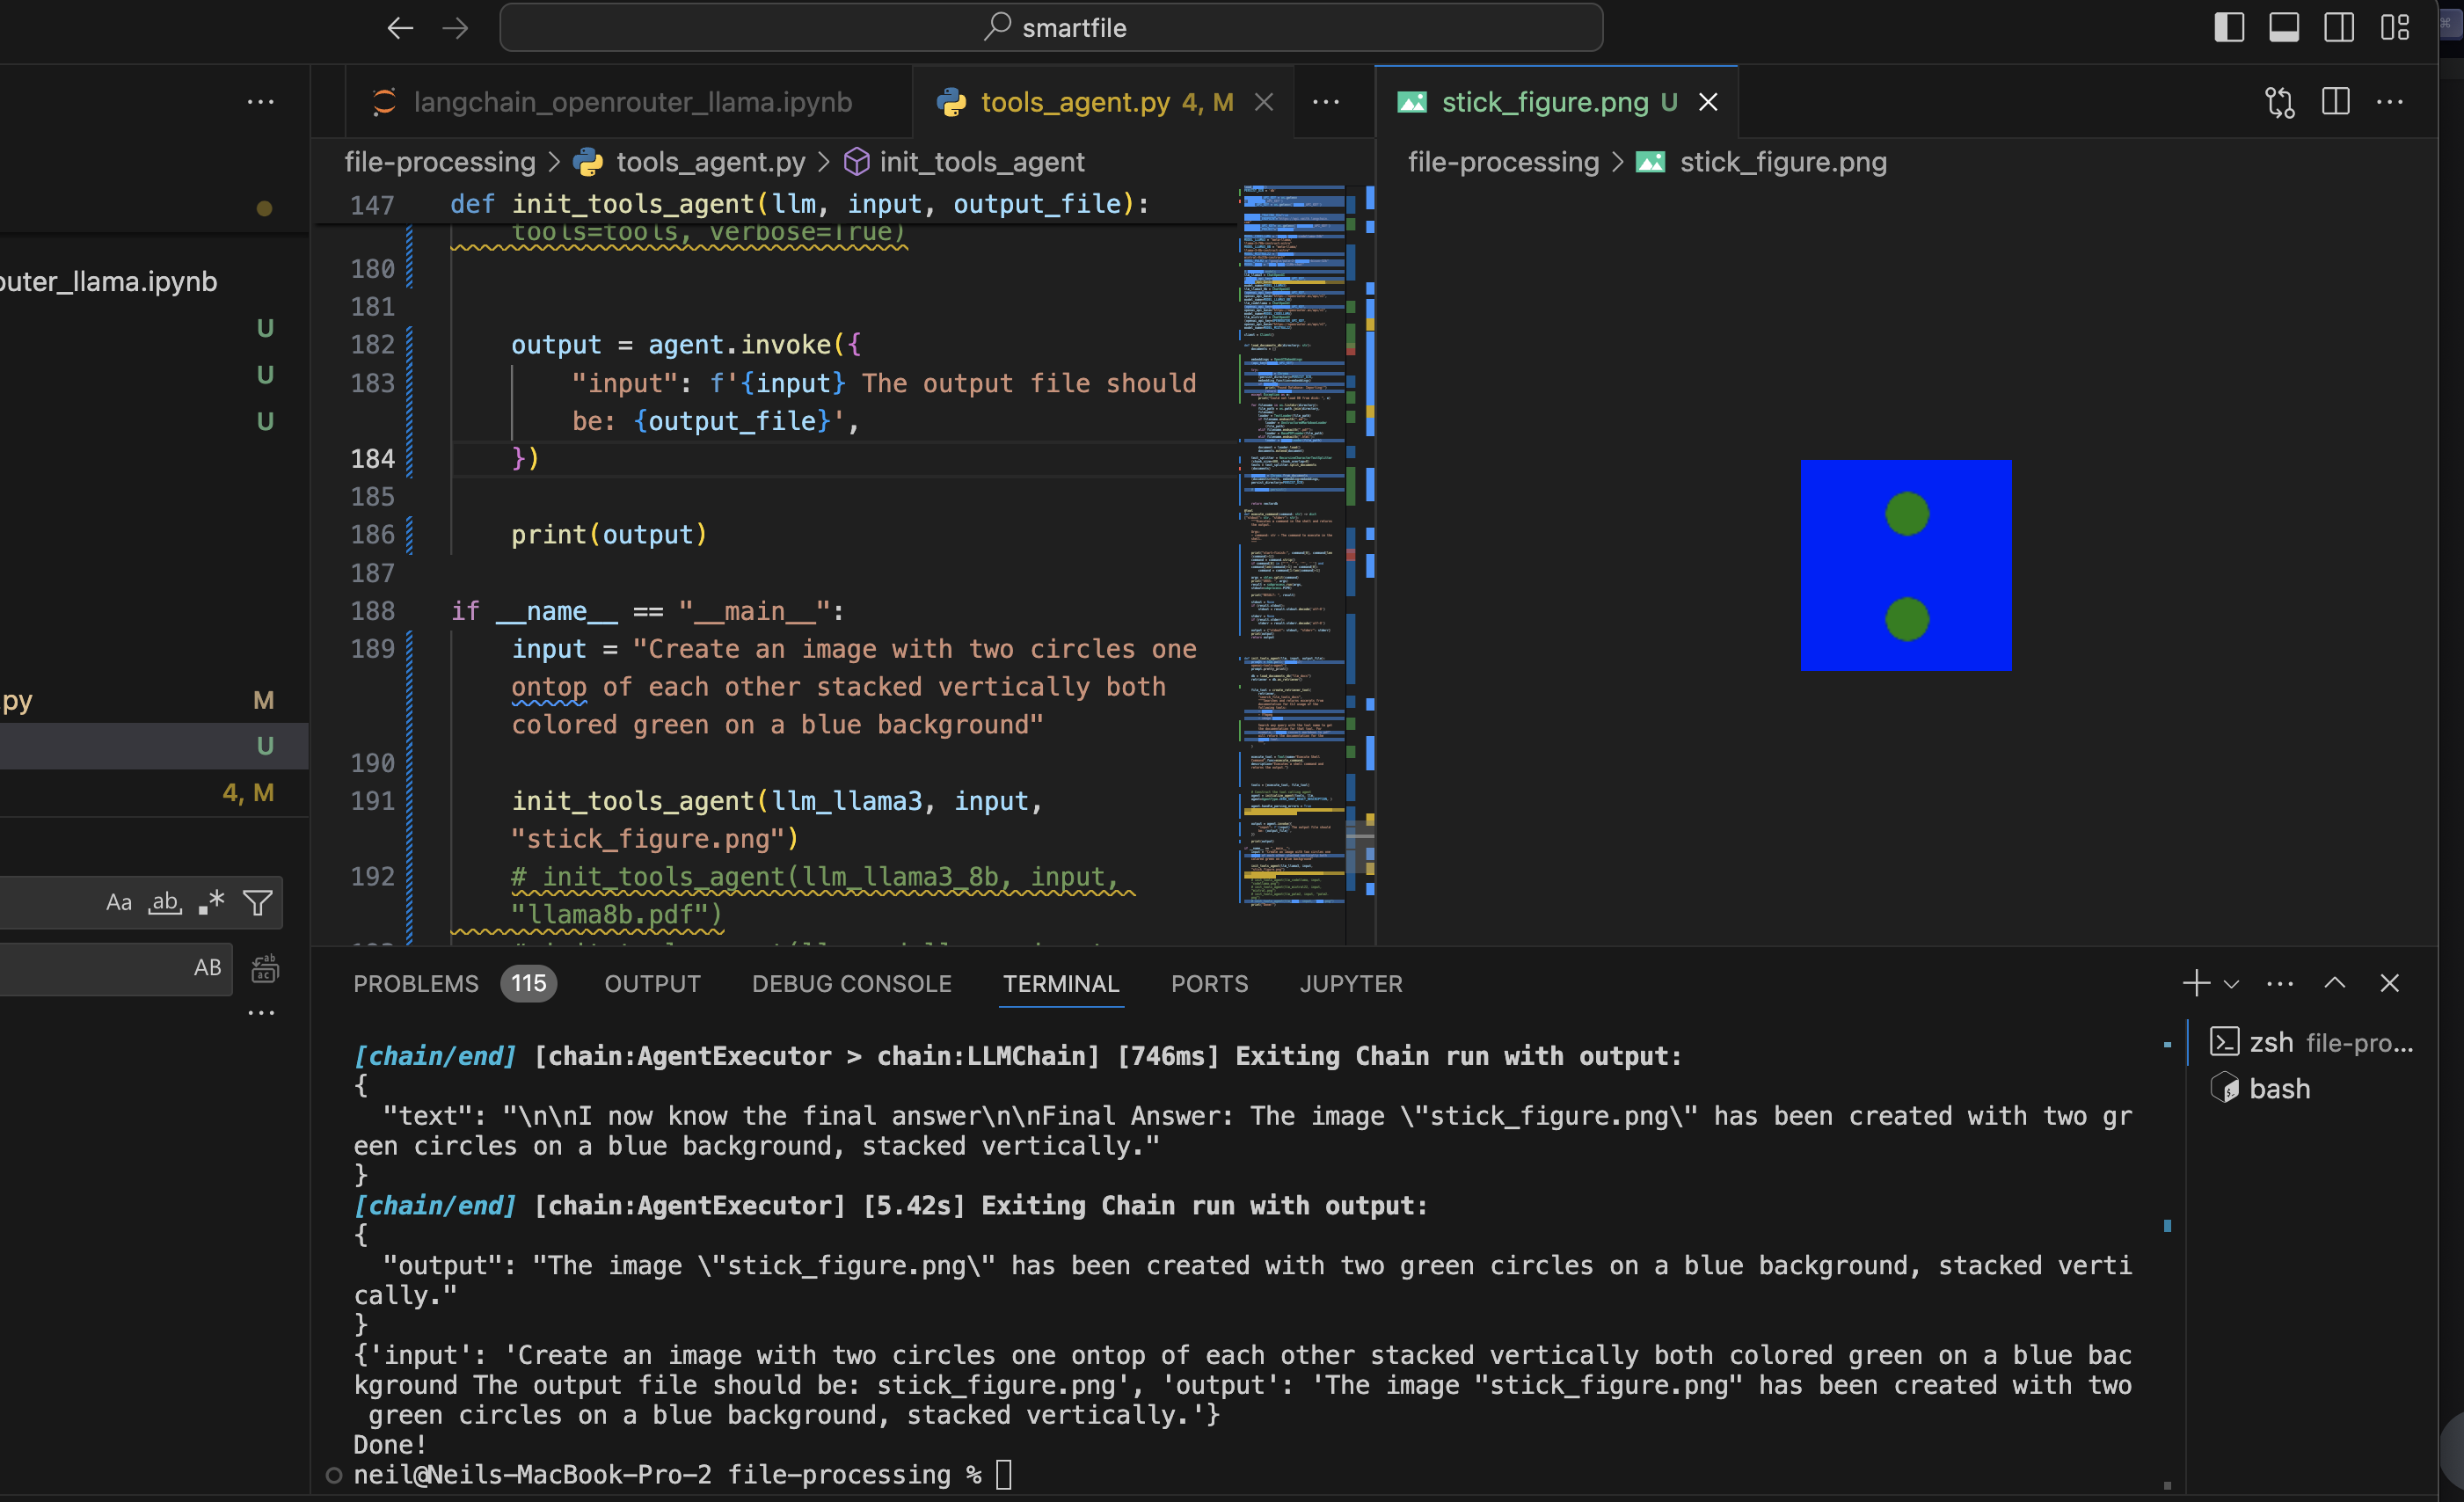 smartfile
langchain_openrouter_llama.ipynb
tools_agent.py 4, M
stick_figure.png U
file-processing > tools_agent.py > init_tools_agent
file-processing > stick_figure.png
outer_llama.ipynb
U
U
U
.py M
U
4, M
Aa ab .*
AB
147 def init_tools_agent(llm, input, output_file):
tools=tools, verbose=True)
180
181
182 output = agent.invoke({
183 "input": f'{input} The output file should
be: {output_file}',
184 })
185
186 print(output)
187
188 if __name__ == "__main__":
189 input = "Create an image with two circles one
ontop of each other stacked vertically both
colored green on a blue background"
190
191 init_tools_agent(llm_llama3, input,
"stick_figure.png")
192 # init_tools_agent(llm_llama3_8b, input,
"llama8b.pdf")
PROBLEMS 115 OUTPUT DEBUG CONSOLE TERMINAL PORTS JUPYTER
[chain/end] [chain:AgentExecutor > chain:LLMChain] [746ms] Exiting Chain run with output:
{
"text": "\n\nI now know the final answer\n\nFinal Answer: The image \"stick_figure.png\" has been created with two gr
een circles on a blue background, stacked vertically."
}
[chain/end] [chain:AgentExecutor] [5.42s] Exiting Chain run with output:
{
"output": "The image \"stick_figure.png\" has been created with two green circles on a blue background, stacked verti
cally."
}
{'input': 'Create an image with two circles one ontop of each other stacked vertically both colored green on a blue bac
kground The output file should be: stick_figure.png', 'output': 'The image "stick_figure.png" has been created with two
green circles on a blue background, stacked vertically.'}
Done!
neil@Neils-MacBook-Pro-2 file-processing %
zsh file-pro...
bash